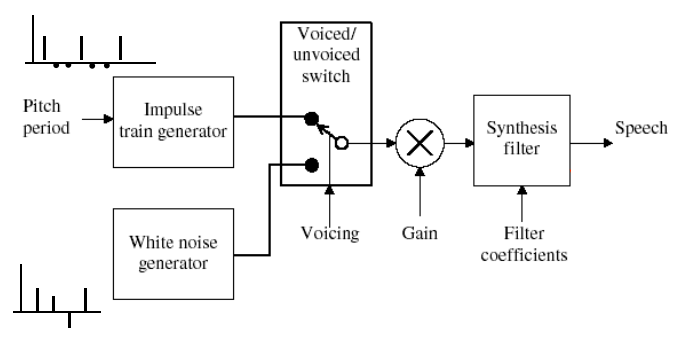 Voiced/
unvoiced
switch
Pitch
period
Impulse
train generator
Synthesis
filter
Speech
White noise
generator
Voicing
Gain
Filter
coefficients